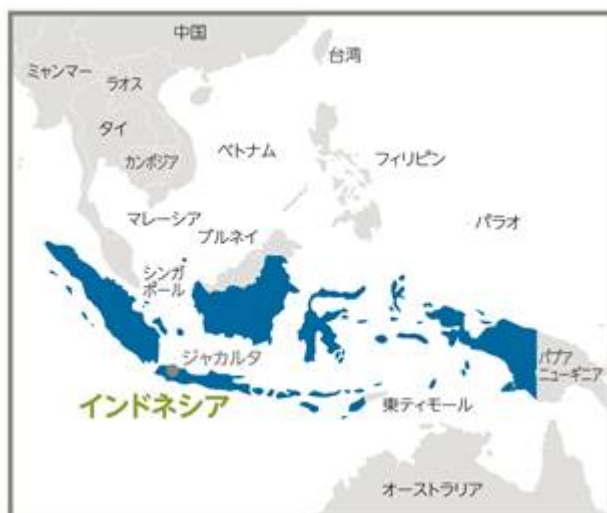 中国
台湾
ミャンマー
ラオス
タイ
カンボジア
ベトナム
フィリピン
マレーシア
ブルネイ
パラオ
シンガ
ポール
ジャカルタ
インドネシア
パプア
ニューギニア
東ティモール
オーストラリア